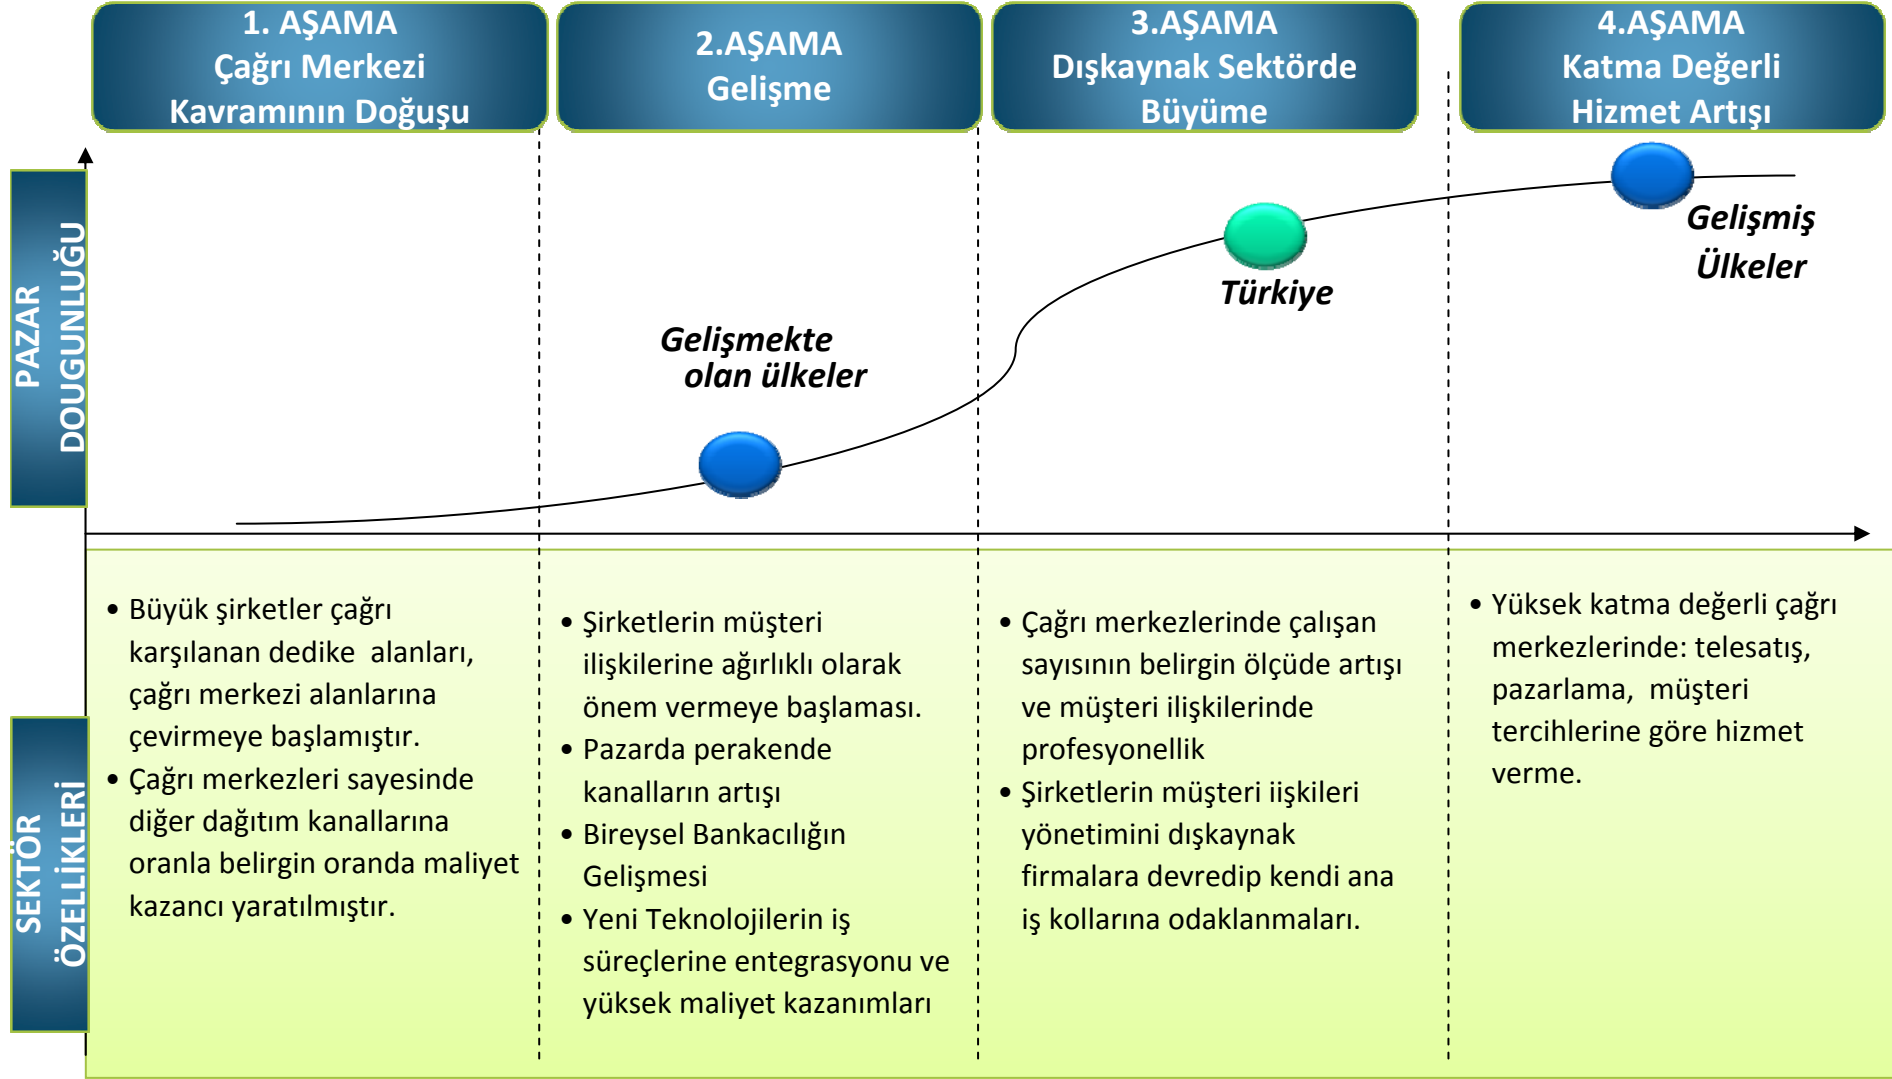 1. AŞAMA
Çağrı Merkezi
Kavramının Doğuşu
2.AŞAMA
Gelişme
3.AŞAMA
Dışkaynak Sektörde
Büyüme
4.AŞAMA
Katma Değerli
Hizmet Artışı
PAZAR
DOUGUNLUĞU
Gelişmekte
olan ülkeler
Türkiye
Gelişmiş
Ülkeler
SEKTÖR
ÖZELLİKLERİ
• Büyük şirketler çağrı
karşılanan dedike alanları,
çağrı merkezi alanlarına
çevirmeye başlamıştır.
• Çağrı merkezleri sayesinde
diğer dağıtım kanallarına
oranla belirgin oranda maliyet
kazancı yaratılmıştır.
• Şirketlerin müşteri
ilişkilerine ağırlıklı olarak
önem vermeye başlaması.
• Pazarda perakende
kanalların artışı
• Bireysel Bankacılığın
Gelişmesi
• Yeni Teknolojilerin iş
süreçlerine entegrasyonu ve
yüksek maliyet kazanımları
• Çağrı merkezlerinde çalışan
sayısının belirgin ölçüde artışı
ve müşteri ilişkilerinde
profesyonellik
• Şirketlerin müşteri iişkileri
yönetimini dışkaynak
firmalara devredip kendi ana
iş kollarına odaklanmaları.
• Yüksek katma değerli çağrı
merkezlerinde: telesatış,
pazarlama, müşteri
tercihlerine göre hizmet
verme.